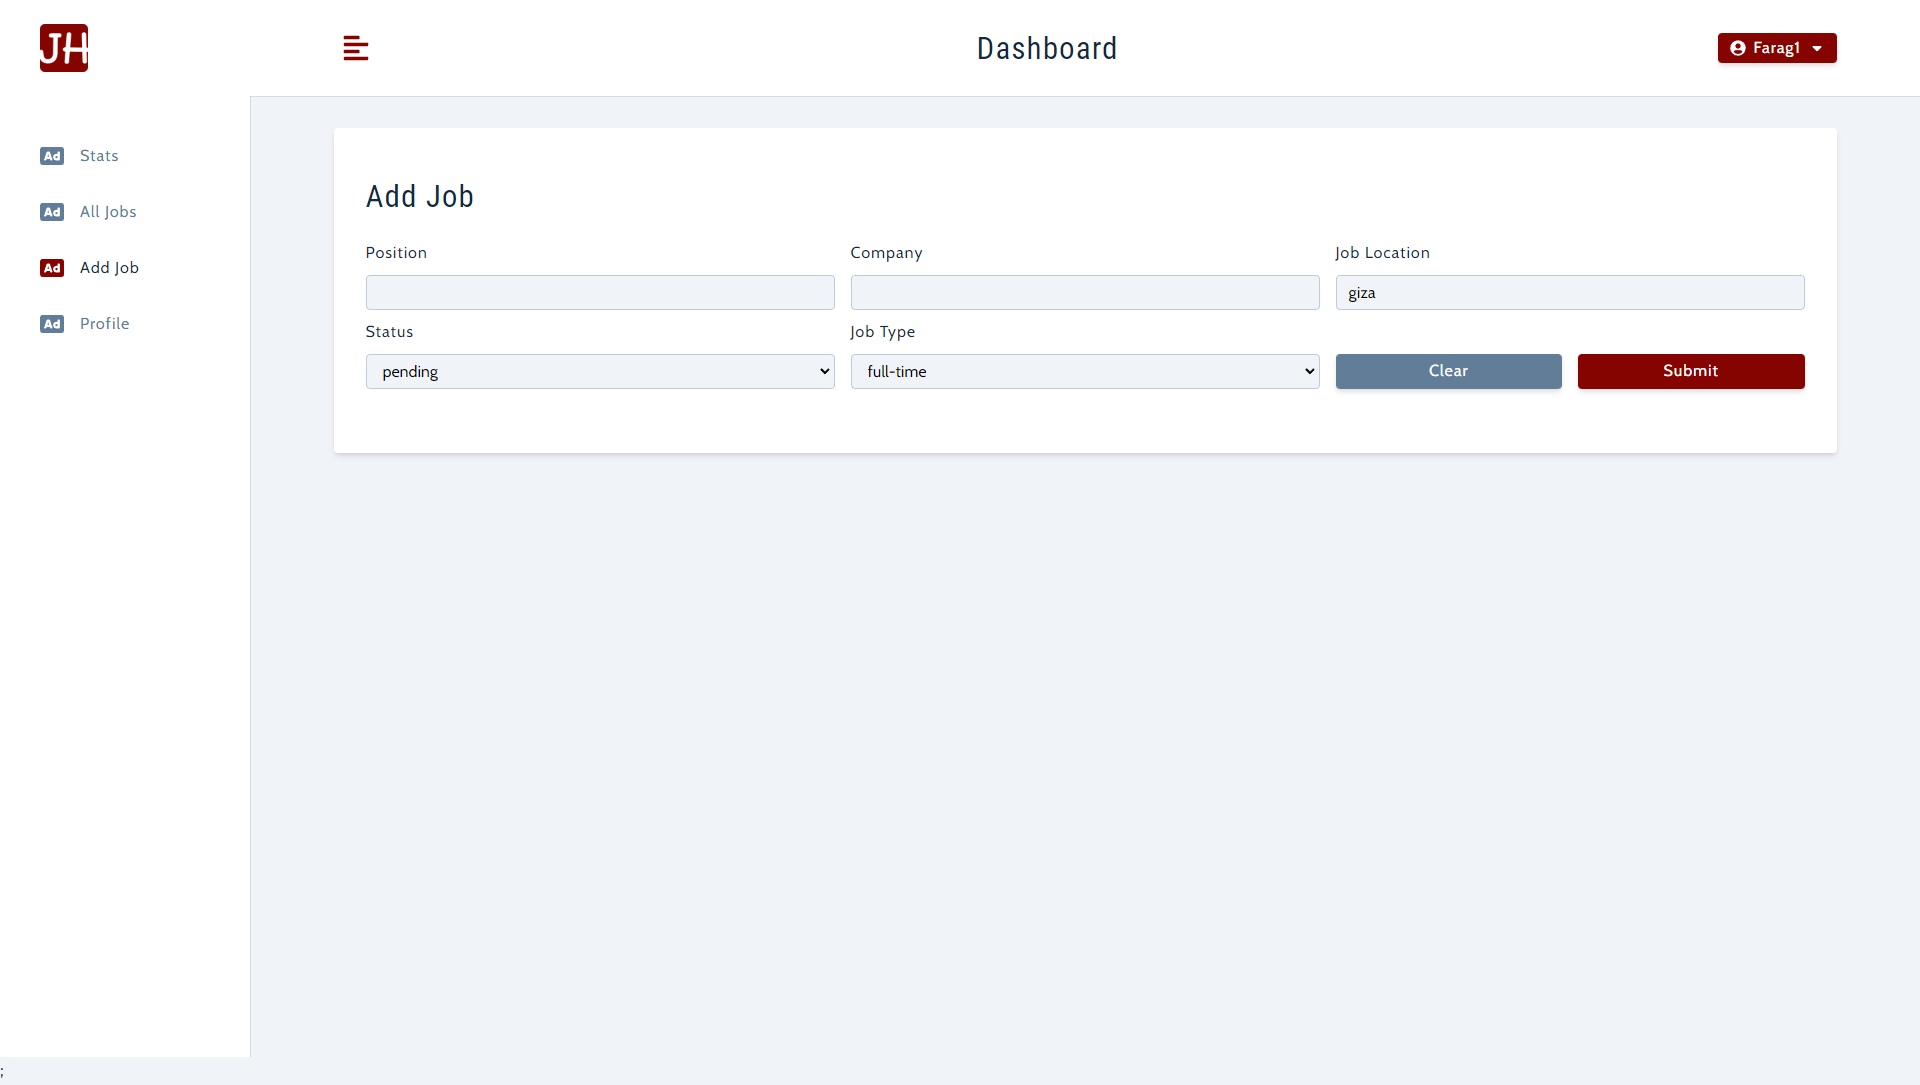 JH
Dashboard
Farag1
Ad Stats
Ad All Jobs
Ad Add Job
Ad Profile
Add Job
Position
Company
Job Location
giza
Status
Job Type
pending
full-time
Clear
Submit
;